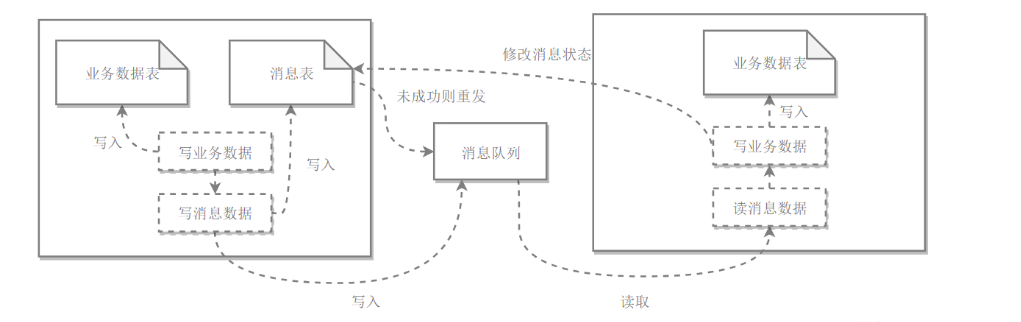 业务数据表
消息表
写入
写业务数据
写入
写消息数据
写入
未成功则重发
修改消息状态
消息队列
读取
业务数据表
写入
写业务数据
读消息数据